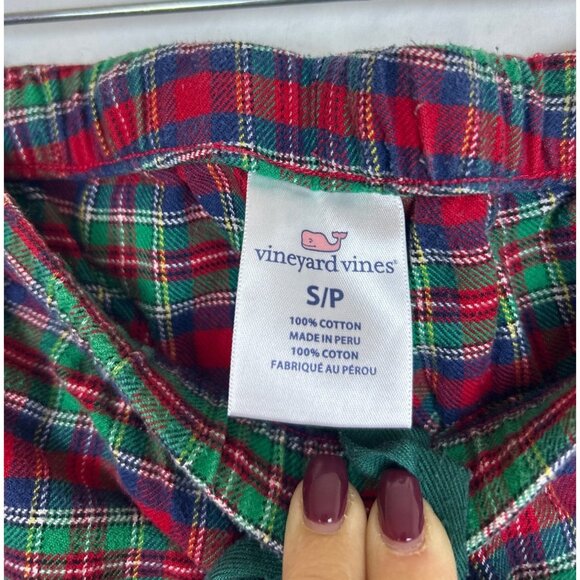 vineyard vines®
S/P
100% COTTON
MADE IN PERU
100% COTON
FABRIQUÉ AU PÉROU